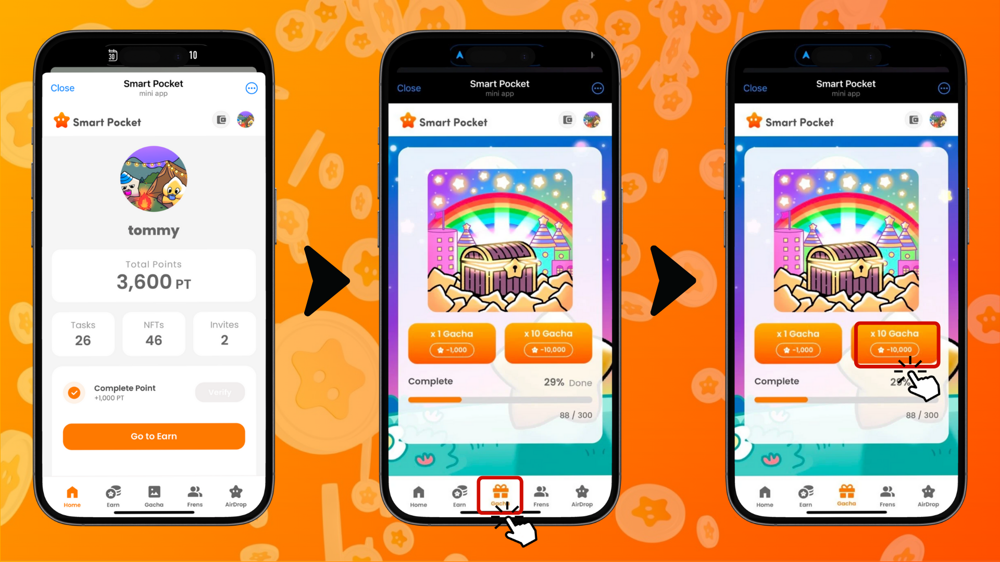 30
10
Close
Smart Pocket
mini app
Smart Pocket
tommy
Total Points
3,600 PT
Tasks
26
NFTs
46
Invites
2
Complete Point
+1,000 PT
Verify
Go to Earn
Home
Earn
Gacha
Frens
AirDrop
Close
Smart Pocket
mini app
Smart Pocket
x 1 Gacha
-1,000
x 10 Gacha
-10,000
Complete
29% Done
88 / 300
Home
Earn
Gacha
Frens
AirDrop
Close
Smart Pocket
mini app
Smart Pocket
x 1 Gacha
-1,000
x 10 Gacha
-10,000
Complete
29%
88 / 300
Home
Earn
Gacha
Frens
AirDrop